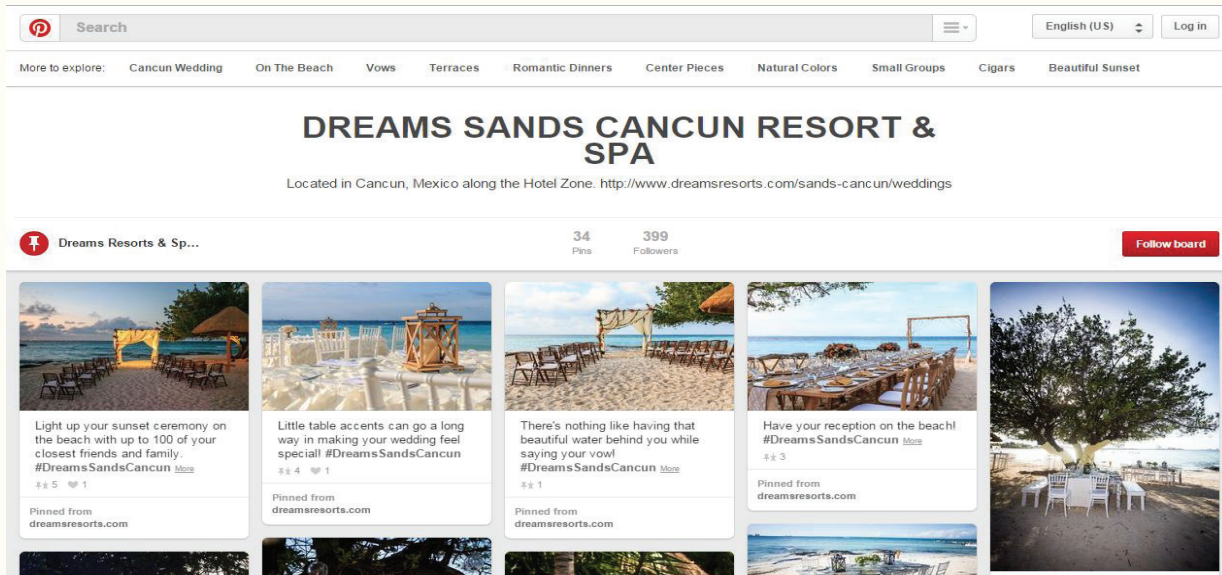 Search
English (US)
Log in
More to explore: Cancun Wedding On The Beach Vows Terraces Romantic Dinners Center Pieces Natural Colors Small Groups Cigars Beautiful Sunset
DREAMS SANDS CANCUN RESORT &
SPA
Located in Cancun, Mexico along the Hotel Zone. http://www.dreamsresorts.com/sands-cancun/weddings
Dreams Resorts & Sp...
34
Pins
399
Followers
Follow board
Light up your sunset ceremony on
the beach with up to 100 of your
closest friends and family.
#DreamsSandsCancun More
5 1
Pinned from
dreamsresorts.com
Little table accents can go a long
way in making your wedding feel
special! #DreamsSandsCancun
4 1
Pinned from
dreamsresorts.com
There's nothing like having that
beautiful water behind you while
saying your vow!
#DreamsSandsCancun More
1
Pinned from
dreamsresorts.com
Have your reception on the beach!
#DreamsSandsCancun More
3
Pinned from
dreamsresorts.com